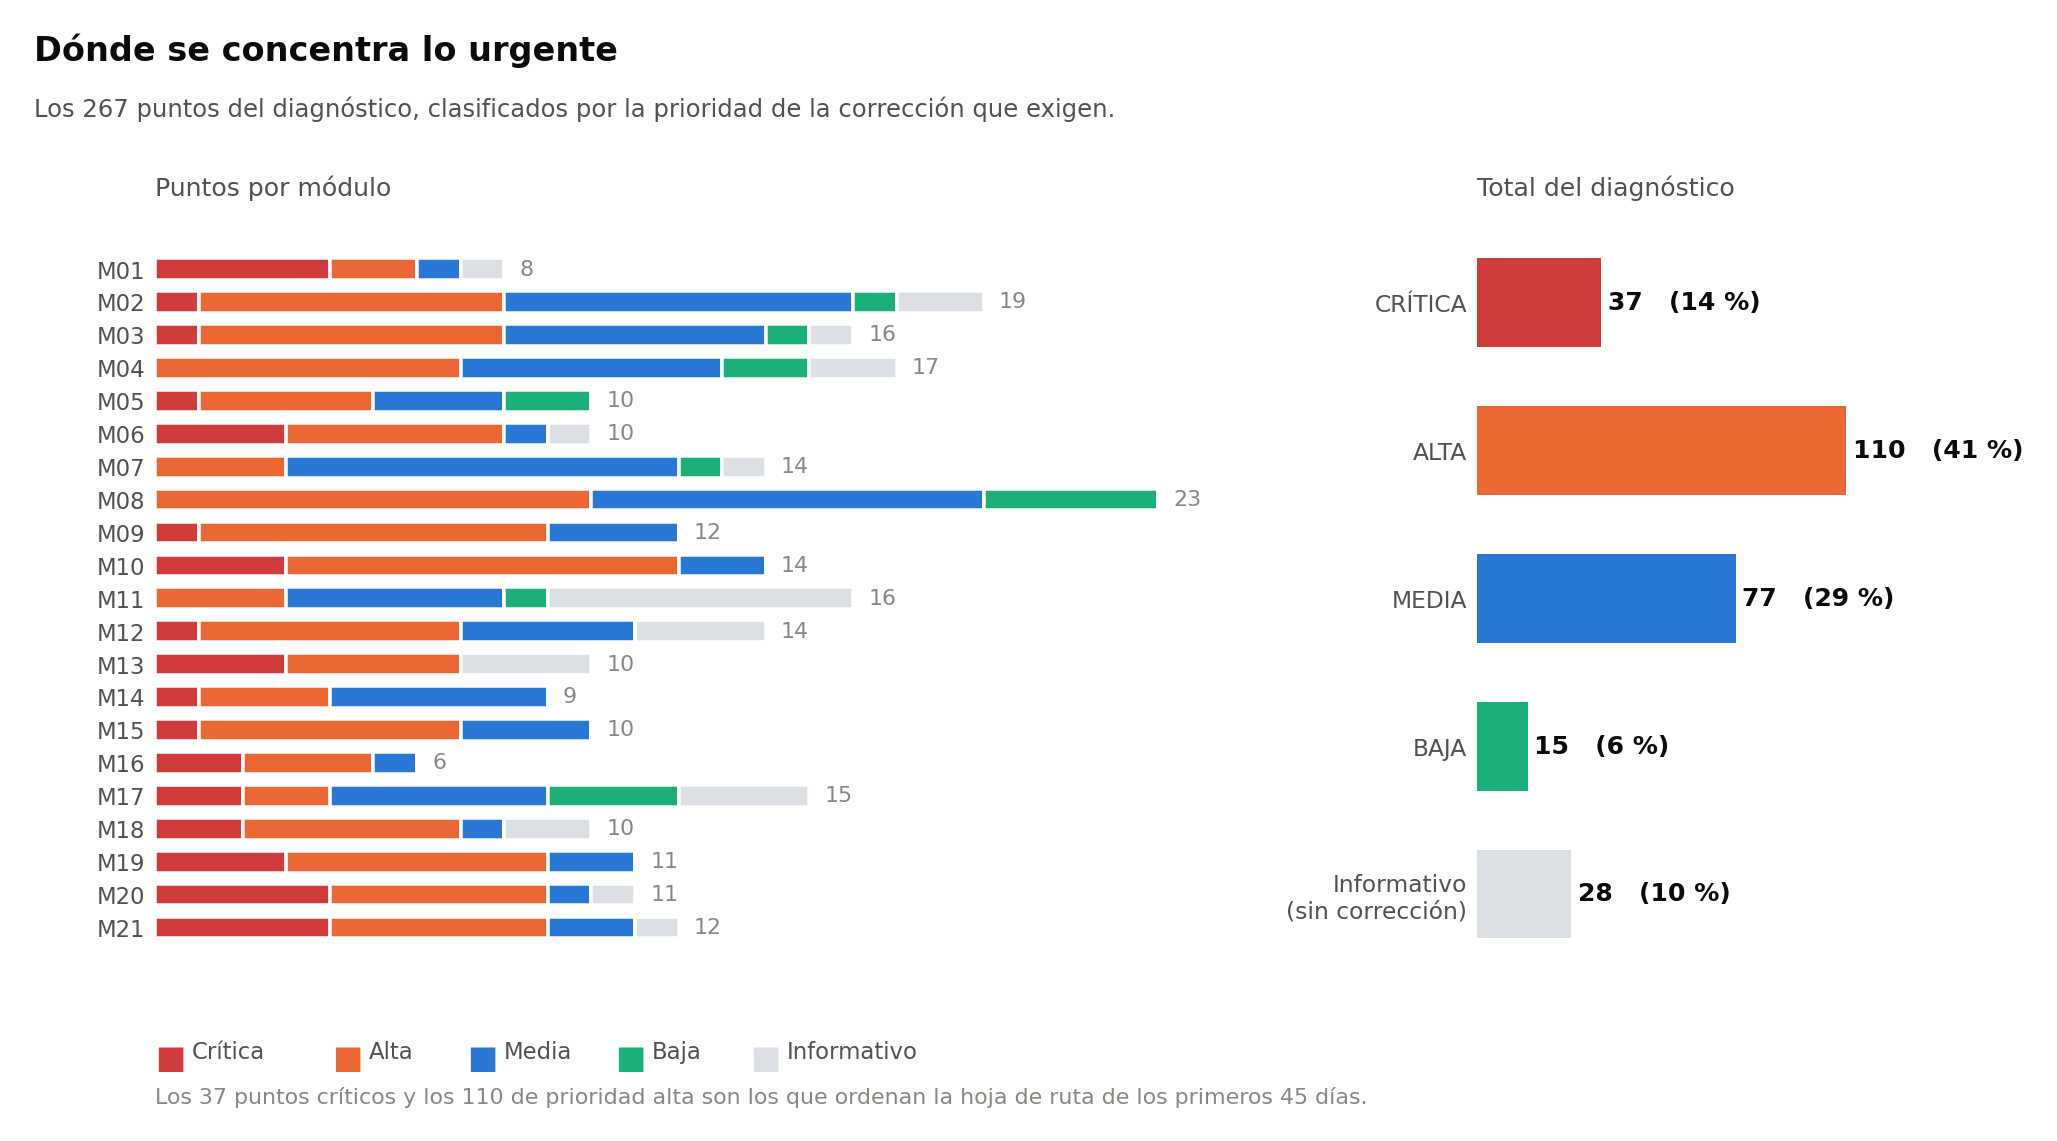 Dónde se concentra lo urgente
Los 267 puntos del diagnóstico, clasificados por la prioridad de la corrección que exigen.
Puntos por módulo
M01 8
M02 19
M03 16
M04 17
M05 10
M06 10
M07 14
M08 23
M09 12
M10 14
M11 16
M12 14
M13 10
M14 9
M15 10
M16 6
M17 15
M18 10
M19 11
M20 11
M21 12
Crítica Alta Media Baja Informativo
Total del diagnóstico
CRÍTICA 37 (14 %)
ALTA 110 (41 %)
MEDIA 77 (29 %)
BAJA 15 (6 %)
Informativo
(sin corrección) 28 (10 %)
Los 37 puntos críticos y los 110 de prioridad alta son los que ordenan la hoja de ruta de los primeros 45 días.